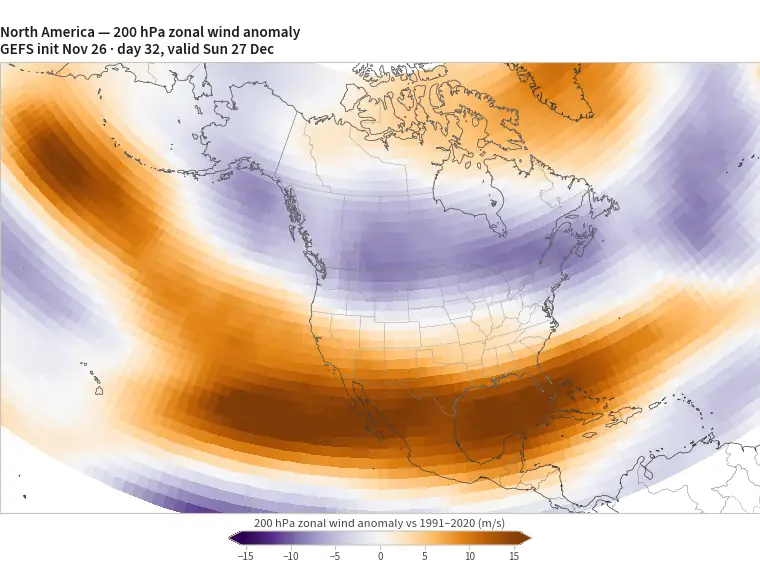 North America — 200 hPa zonal wind anomaly
GEFS init Nov 26 · day 32, valid Sun 27 Dec
200 hPa zonal wind anomaly vs 1991–2020 (m/s)
−15 −10 −5 0 5 10 15